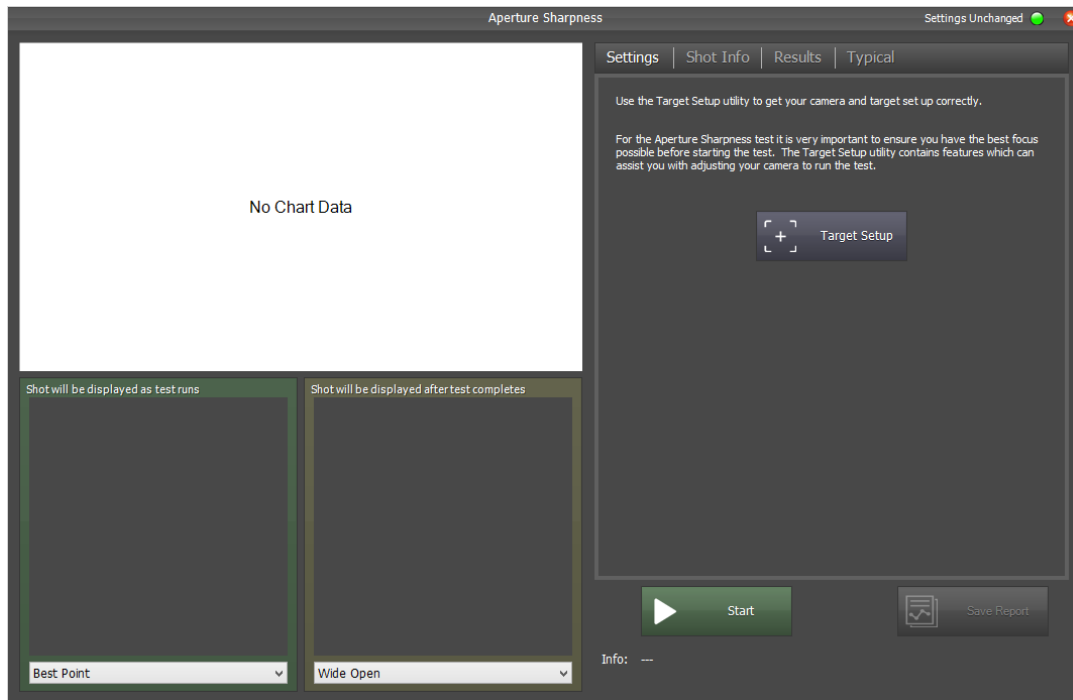 Aperture Sharpness
Settings Unchanged
No Chart Data
Shot will be displayed as test runs
Best Point
Shot will be displayed after test completes
Wide Open
Settings
Shot Info
Results
Typical
Use the Target Setup utility to get your camera and target set up correctly.
For the Aperture Sharpness test it is very important to ensure you have the best focus
possible before starting the test. The Target Setup utility contains features which can
assist you with adjusting your camera to run the test.
Target Setup
Start
Save Report
Info: ---